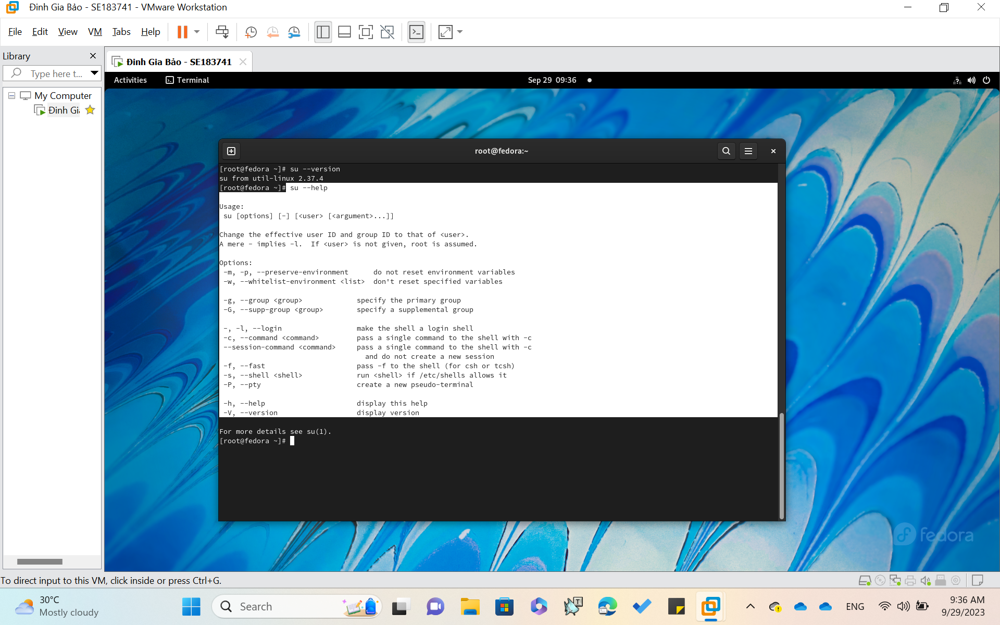 Đinh Gia Bảo - SE183741 - VMware Workstation
File Edit View VM Tabs Help
Library
Type here t...
My Computer
Đinh Gia
Đinh Gia Bảo - SE183741
Activities Terminal Sep 29 09:36
root@fedora:~
[root@fedora ~]# su --version
su from util-linux 2.37.4
[root@fedora ~]# su --help
Usage:
su [options] [-] [<user> [<argument>...]]
Change the effective user ID and group ID to that of <user>.
A mere - implies -l.  If <user> is not given, root is assumed.
Options:
-m, -p, --preserve-environment      do not reset environment variables
-w, --whitelist-environment <list>  don't reset specified variables
-g, --group <group>             specify the primary group
-G, --supp-group <group>        specify a supplemental group
-, -l, --login                  make the shell a login shell
-c, --command <command>         pass a single command to the shell with -c
--session-command <command>     pass a single command to the shell with -c
and do not create a new session
-f, --fast                      pass -f to the shell (for csh or tcsh)
-s, --shell <shell>             run <shell> if /etc/shells allows it
-P, --pty                       create a new pseudo-terminal
-h, --help                      display this help
-V, --version                   display version
For more details see su(1).
[root@fedora ~]#
fedora
To direct input to this VM, click inside or press Ctrl+G.
30°C
Mostly cloudy
Search
T
ENG
9:36 AM
9/29/2023